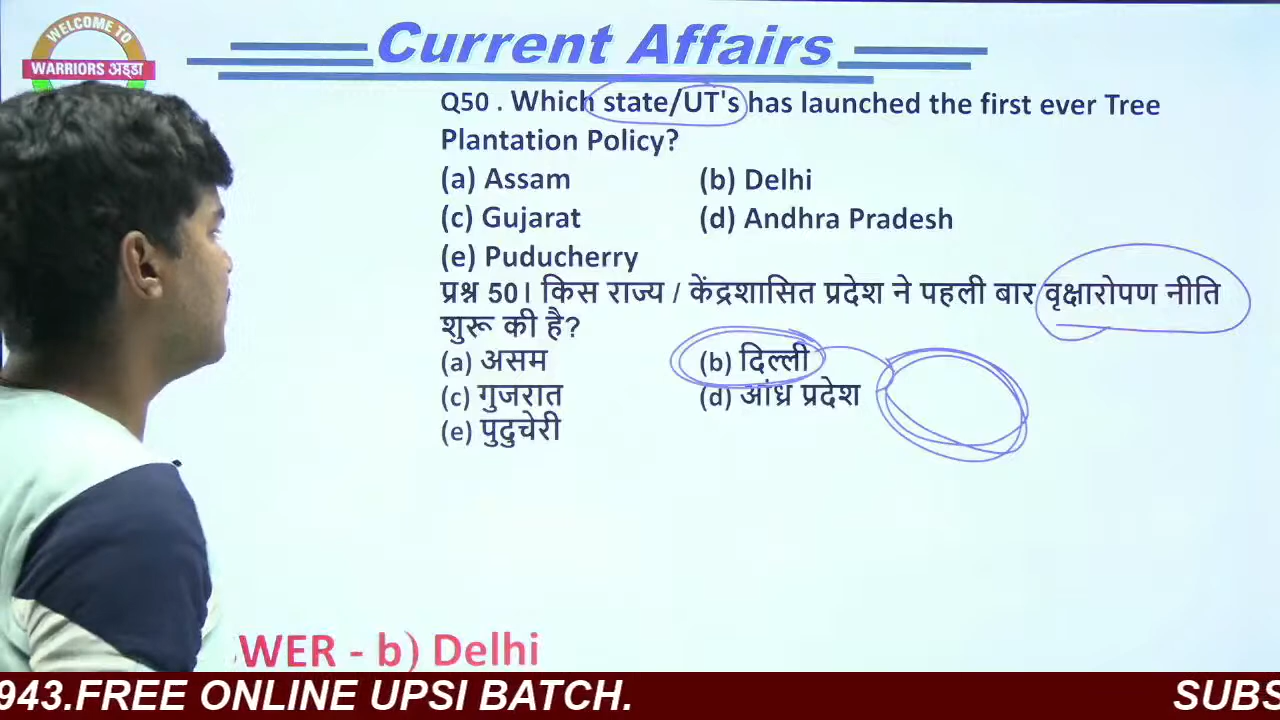 WELCOME TO
WARRIORS अड्डा
Current Affairs
Q50 . Which state/UT's has launched the first ever Tree
Plantation Policy?
(a) Assam (b) Delhi
(c) Gujarat (d) Andhra Pradesh
(e) Puducherry
प्रश्न 50। किस राज्य / केंद्रशासित प्रदेश ने पहली बार वृक्षारोपण नीति
शुरू की है?
(a) असम (b) दिल्ली
(c) गुजरात (d) आंध्र प्रदेश
(e) पुदुचेरी
WER - b) Delhi
943.FREE ONLINE UPSI BATCH. SUBS